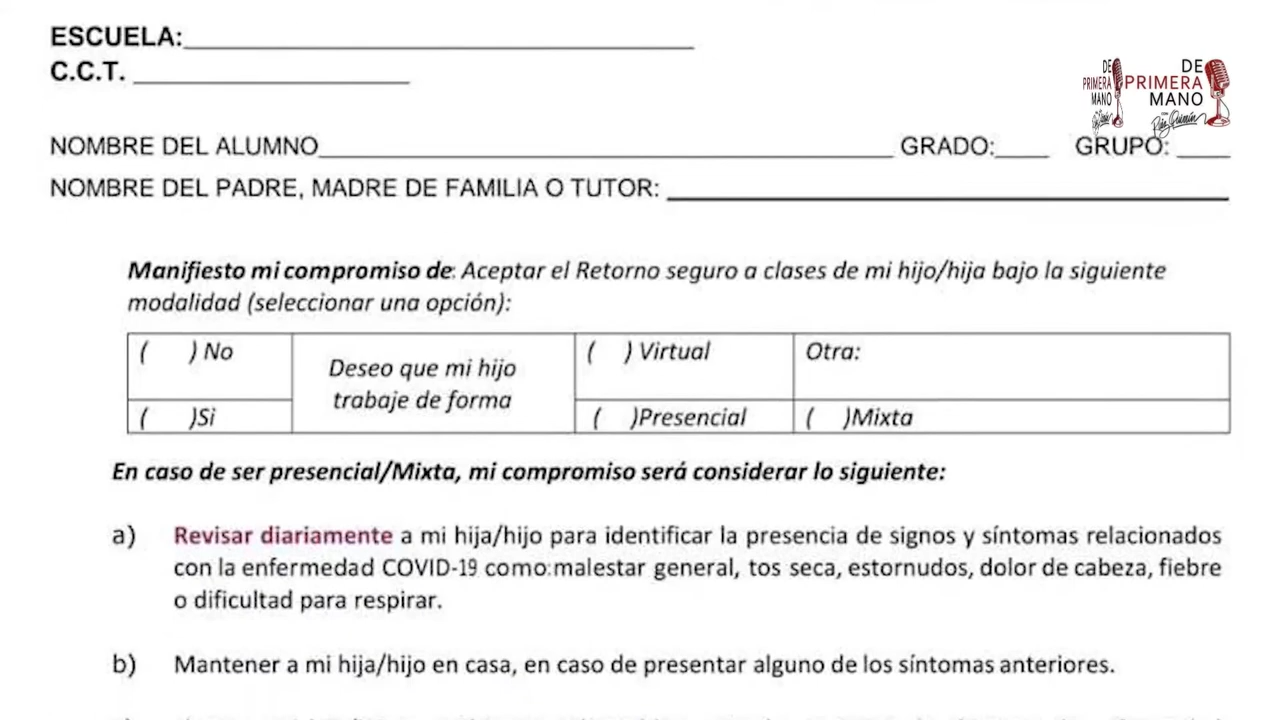 ESCUELA:
C.C.T.
DE
PRIMERA
MANO
DE
PRIMERA
MANO
NOMBRE DEL ALUMNO GRADO: GRUPO:
NOMBRE DEL PADRE, MADRE DE FAMILIA O TUTOR:
Manifiesto mi compromiso de: Aceptar el Retorno seguro a clases de mi hijo/hija bajo la siguiente
modalidad (seleccionar una opción):
( ) No
( )Si
Deseo que mi hijo
trabaje de forma
( ) Virtual
( )Presencial
Otra:
( )Mixta
En caso de ser presencial/Mixta, mi compromiso será considerar lo siguiente:
a) Revisar diariamente a mi hija/hijo para identificar la presencia de signos y síntomas relacionados
con la enfermedad COVID-19 como:malestar general, tos seca, estornudos, dolor de cabeza, fiebre
o dificultad para respirar.
b) Mantener a mi hija/hijo en casa, en caso de presentar alguno de los síntomas anteriores.